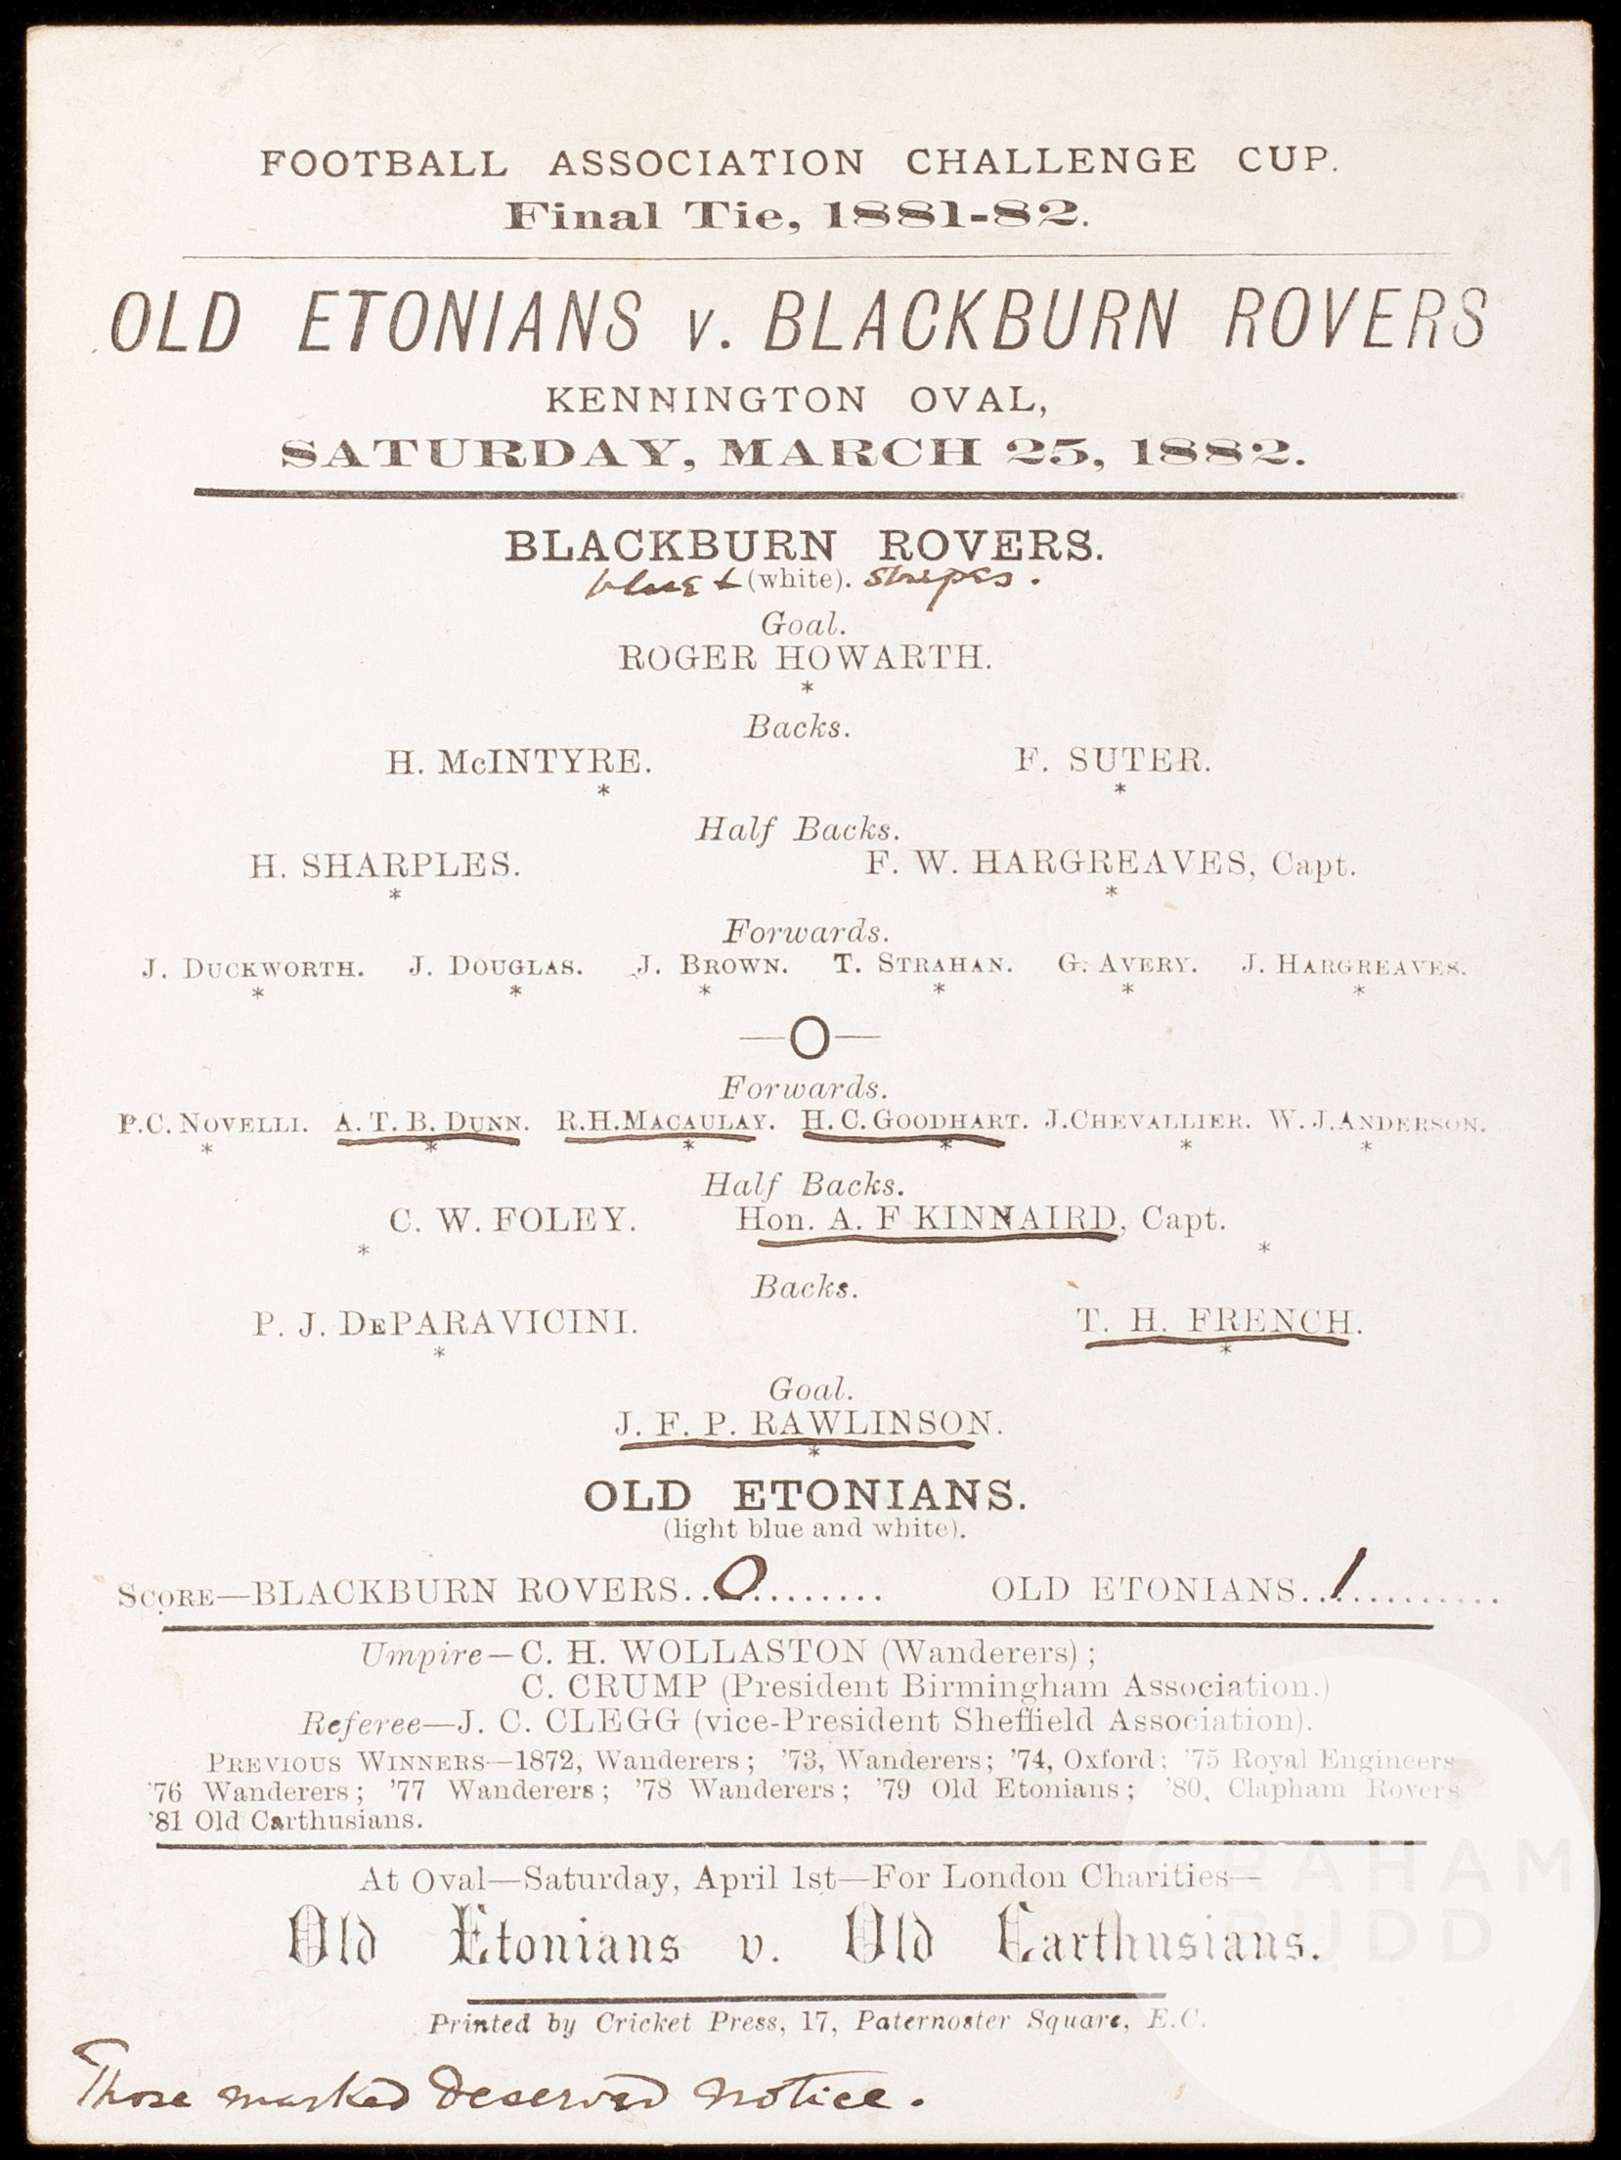 FOOTBALL ASSOCIATION CHALLENGE CUP.
Final Tie, 1881-82.
OLD ETONIANS v. BLACKBURN ROVERS
KENNINGTON OVAL,
SATURDAY, MARCH 25, 1882.
BLACKBURN ROVERS.
blue + (white). stripes.
Goal.
ROGER HOWARTH.
*
Backs.
H. McINTYRE. F. SUTER.
* *
Half Backs.
H. SHARPLES. F. W. HARGREAVES, Capt.
* *
Forwards.
J. DUCKWORTH. J. DOUGLAS. J. BROWN. T. STRAHAN. G. AVERY. J. HARGREAVES.
* * * * * *
—O—
Forwards.
P.C. NOVELLI. A. T. B. DUNN. R.H.MACAULAY. H. C. GOODHART. J.CHEVALLIER. W. J.ANDERSON.
* * * * * *
Half Backs.
C. W. FOLEY. Hon. A. F KINNAIRD, Capt.
* *
Backs.
P. J. DEPARAVICINI. T. H. FRENCH.
* *
Goal.
J. F. P. RAWLINSON.
*
OLD ETONIANS.
(light blue and white).
SCORE—BLACKBURN ROVERS..0........ OLD ETONIANS..1..........
Umpire—C. H. WOLLASTON (Wanderers) ;
C. CRUMP (President Birmingham Association.)
Referee—J. C. CLEGG (vice-President Sheffield Association).
PREVIOUS WINNERS—1872, Wanderers ; '73, Wanderers; '74, Oxford; '75 Royal Engineers
'76 Wanderers ; '77 Wanderers ; '78 Wanderers ; '79 Old Etonians ; '80, Clapham Rovers
'81 Old Carthusians.
At Oval—Saturday, April 1st—For London Charities—
Old Etonians v. Old Carthusians.
Printed by Cricket Press, 17, Paternoster Square, E.C.
Those marked deserved notice.
GRAHAM
BUDD